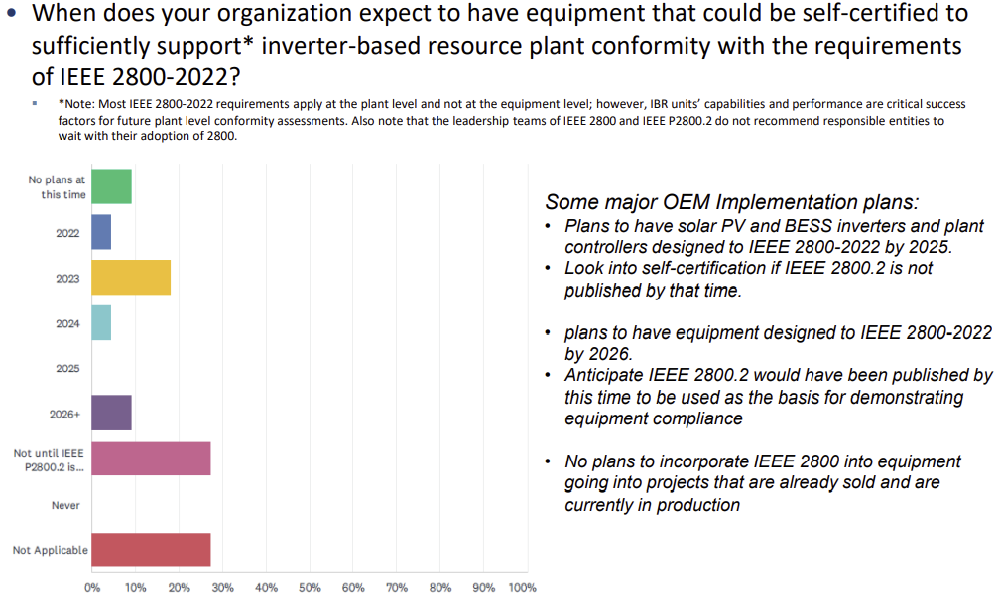 • When does your organization expect to have equipment that could be self-certified to
sufficiently support* inverter-based resource plant conformity with the requirements
of IEEE 2800-2022?
▪ *Note: Most IEEE 2800-2022 requirements apply at the plant level and not at the equipment level; however, IBR units' capabilities and performance are critical success
factors for future plant level conformity assessments. Also note that the leadership teams of IEEE 2800 and IEEE P2800.2 do not recommend responsible entities to
wait with their adoption of 2800.
No plans at
this time
2022
2023
2024
2025
2026+
Not until IEEE
P2800.2 is...
Never
Not Applicable
0% 10% 20% 30% 40% 50% 60% 70% 80% 90% 100%
Some major OEM Implementation plans:
• Plans to have solar PV and BESS inverters and plant
controllers designed to IEEE 2800-2022 by 2025.
• Look into self-certification if IEEE 2800.2 is not
published by that time.
• plans to have equipment designed to IEEE 2800-2022
by 2026.
• Anticipate IEEE 2800.2 would have been published by
this time to be used as the basis for demonstrating
equipment compliance
• No plans to incorporate IEEE 2800 into equipment
going into projects that are already sold and are
currently in production